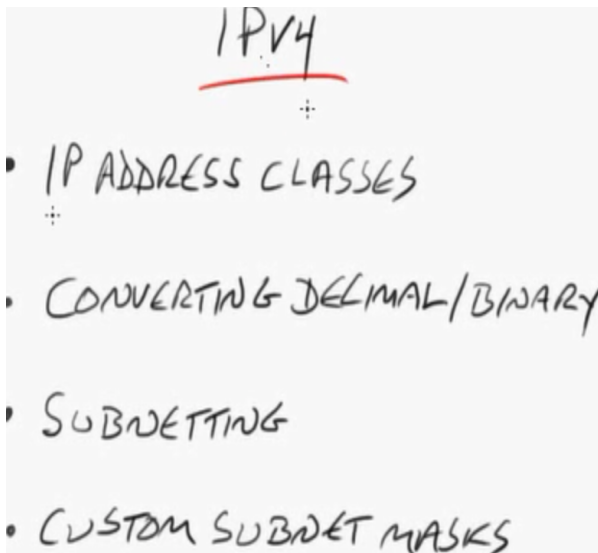 IPV4
• IP ADDRESS CLASSES
• CONVERTING DECIMAL/BINARY
• SUBNETTING
• CUSTOM SUBNET MASKS